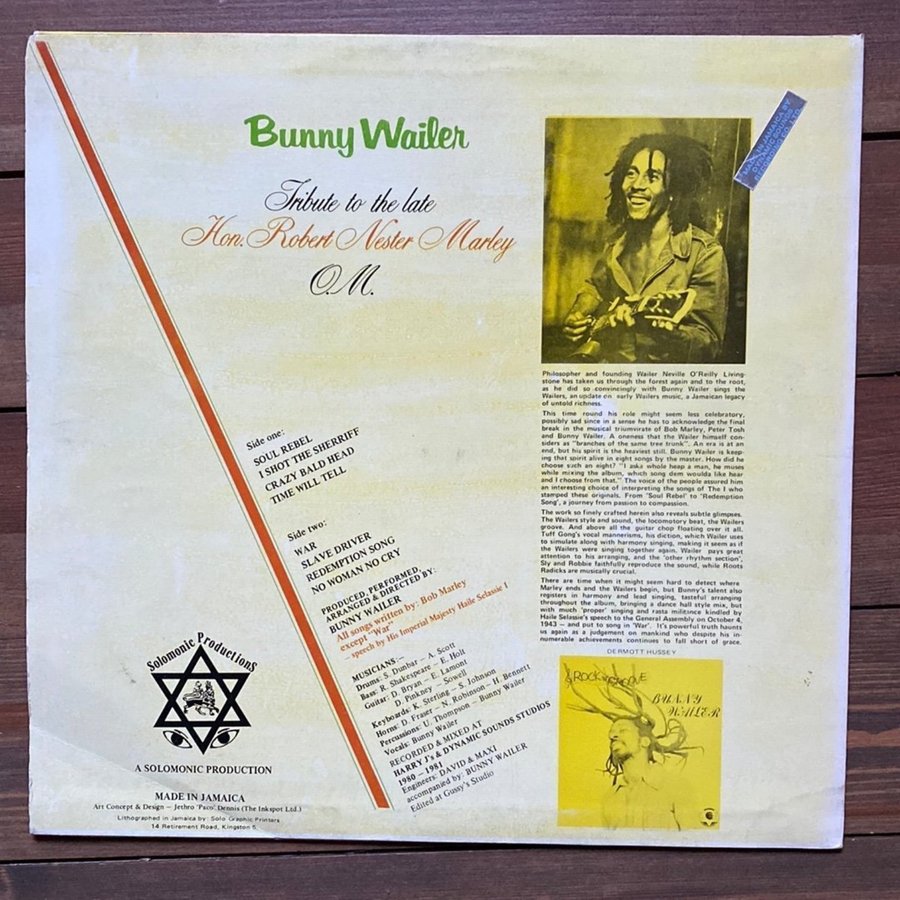 Bunny Wailer
Tribute to the late
Hon. Robert Nester Marley
O.M.
Side one:
SOUL REBEL
I SHOT THE SHERRIFF
CRAZY BALD HEAD
TIME WILL TELL
Side two:
WAR
SLAVE DRIVER
REDEMPTION SONG
NO WOMAN NO CRY
PRODUCED, PERFORMED,
ARRANGED & DIRECTED BY:
BUNNY WAILER
All songs written by: Bob Marley
except "War"
– speech by His Imperial Majesty Haile Selassie I
MUSICIANS:–
Drums: S. Dunbar – A. Scott
Bass: R. Shakespeare – E. Holt
Guitar: D. Bryan – E. Lamont
D. Pinkney – Sowell
Keyboards: K. Sterling – S. Johnson
Horns: D. Fraser – N. Robinson – H. Bennett
Percussions: U. Thompson – Bunny Wailer
Vocals: Bunny Wailer
RECORDED & MIXED AT
HARRY J's & DYNAMIC SOUNDS STUDIOS
1980 – 1981
Engineers: DAVID & MAXI
accompanied by: BUNNY WAILER
Edited at Gussy's Studio
Solomonic Productions
A SOLOMONIC PRODUCTION
MADE IN JAMAICA
Art Concept & Design – Jethro 'Paco' Dennis (The Inkspot Ltd.)
Lithographed in Jamaica by: Solo Graphic Printers
14 Retirement Road, Kingston 5.
MADE IN JAMAICA BY
DYNAMIC SOUNDS
RECORDING CO. LTD.
Philosopher and founding Wailer Neville O'Reilly Living-
stone has taken us through the forest again and to the root,
as he did so convincingly with Bunny Wailer sings the
Wailers, an update on early Wailers music, a Jamaican legacy
of untold richness.
This time round his role might seem less celebratory,
possibly sad since in a sense he has to acknowledge the final
break in the musical triumvirate of Bob Marley, Peter Tosh
and Bunny Wailer. A oneness that the Wailer himself con-
siders as "branches of the same tree trunk". An era is at an
end, but his spirit is the heaviest still. Bunny Wailer is keep-
ing that spirit alive in eight songs by the master. How did he
choose such an eight? "I aska whole heap a man, he muses
while mixing the album, which song dem woulda like hear
and I choose from that." The voice of the people assured him
an interesting choice of interpreting the songs of The I who
stamped these originals. From 'Soul Rebel' to 'Redemption
Song', a journey from passion to compassion.
The work so finely crafted herein also reveals subtle glimpses.
The Wailers style and sound, the locomotory beat, the Wailers
groove. And above all the guitar chop floating over it all.
Tuff Gong's vocal mannerisms, his diction, which Wailer uses
to simulate along with harmony singing, making it seem as if
the Wailers were singing together again. Wailer pays great
attention to his arranging, and the 'other rhythm section',
Sly and Robbie faithfully reproduce the sound, while Roots
Radicks are musically crucial.
There are time when it might seem hard to detect where
Marley ends and the Wailers begin, but Bunny's talent also
registers in harmony and lead singing, tasteful arranging
throughout the album, bringing a dance hall style mix, but
with much 'proper' singing and rasta militance kindled by
Haile Selassie's speech to the General Assembly on October 4,
1943 – and put to song in 'War'. It's powerful truth haunts
us again as a judgement on mankind who despite his in-
numerable achievements continues to fall short of grace.
DERMOTT HUSSEY
BUNNY
WAILER